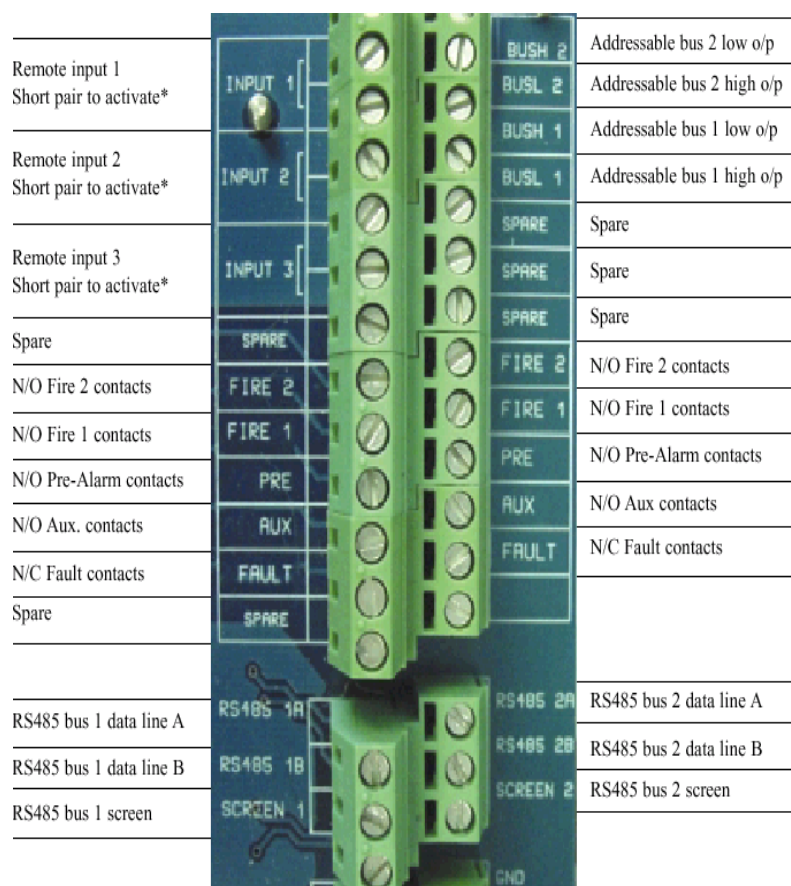 Remote input 1
Short pair to activate*
Remote input 2
Short pair to activate*
Remote input 3
Short pair to activate*
Spare
N/O Fire 2 contacts
N/O Fire 1 contacts
N/O Pre-Alarm contacts
N/O Aux. contacts
N/C Fault contacts
Spare
RS485 bus 1 data line A
RS485 bus 1 data line B
RS485 bus 1 screen
INPUT 1
INPUT 2
INPUT 3
SPARE
FIRE 2
FIRE 1
PRE
AUX
FAULT
SPARE
RS485 1A
RS485 1B
SCREEN 1
BUSH 2
BUSL 2
BUSH 1
BUSL 1
SPARE
SPARE
SPARE
FIRE 2
FIRE 1
PRE
AUX
FAULT
RS485 2A
RS485 2B
SCREEN 2
GND
Addressable bus 2 low o/p
Addressable bus 2 high o/p
Addressable bus 1 low o/p
Addressable bus 1 high o/p
Spare
Spare
Spare
N/O Fire 2 contacts
N/O Fire 1 contacts
N/O Pre-Alarm contacts
N/O Aux contacts
N/C Fault contacts
RS485 bus 2 data line A
RS485 bus 2 data line B
RS485 bus 2 screen